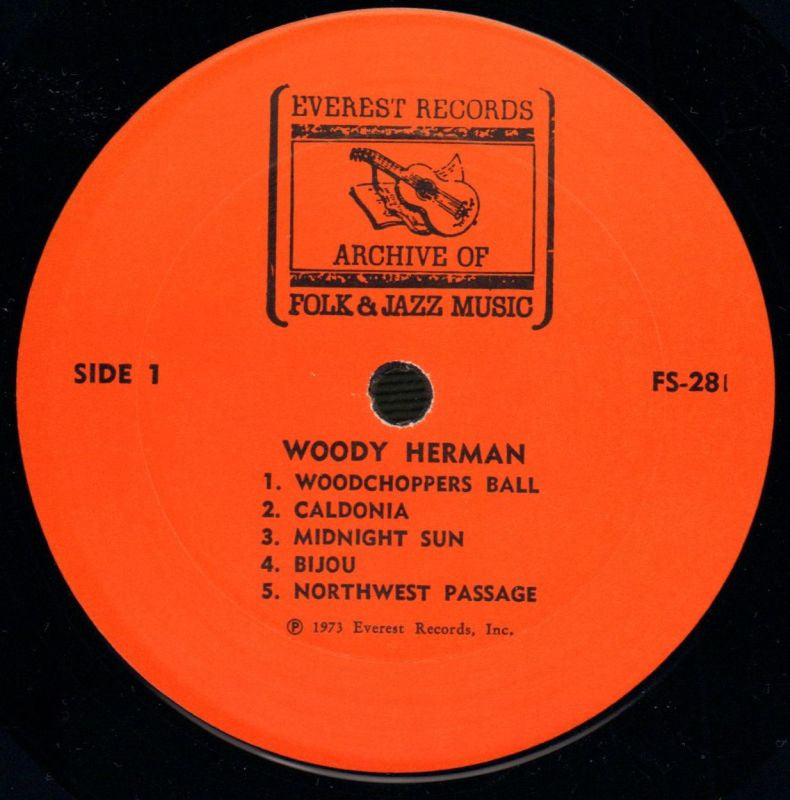 EVEREST RECORDS
ARCHIVE OF
FOLK & JAZZ MUSIC
SIDE 1
FS-281
WOODY HERMAN
1. WOODCHOPPERS BALL
2. CALDONIA
3. MIDNIGHT SUN
4. BIJOU
5. NORTHWEST PASSAGE
℗ 1973 Everest Records, Inc.